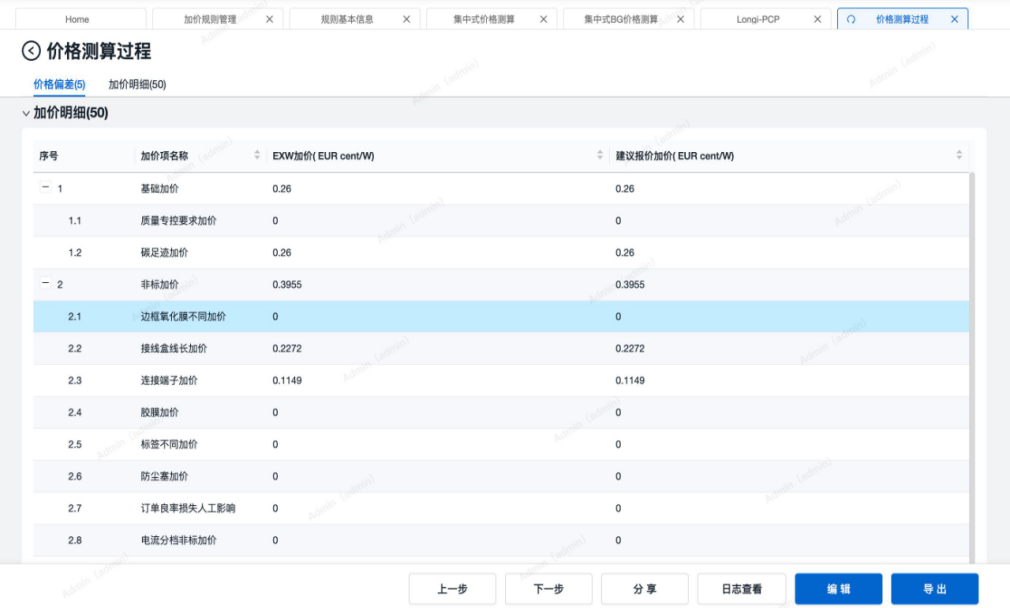 Home 加价规则管理 规则基本信息 集中式价格测算 集中式BG价格测算 Longi-PCP 价格测算过程
价格测算过程
价格偏差(5) 加价明细(50)
加价明细(50)
序号 加价项名称 EXW加价( EUR cent/W) 建议报价加价( EUR cent/W)
1 基础加价 0.26 0.26
1.1 质量专控要求加价 0 0
1.2 碳足迹加价 0.26 0.26
2 非标加价 0.3955 0.3955
2.1 边框氧化膜不同加价 0 0
2.2 接线盒线长加价 0.2272 0.2272
2.3 连接端子加价 0.1149 0.1149
2.4 胶膜加价 0 0
2.5 标签不同加价 0 0
2.6 防尘塞加价 0 0
2.7 订单良率损失人工影响 0 0
2.8 电流分档非标加价 0 0
上一步 下一步 分享 日志查看 编辑 导出
Admin (admin)